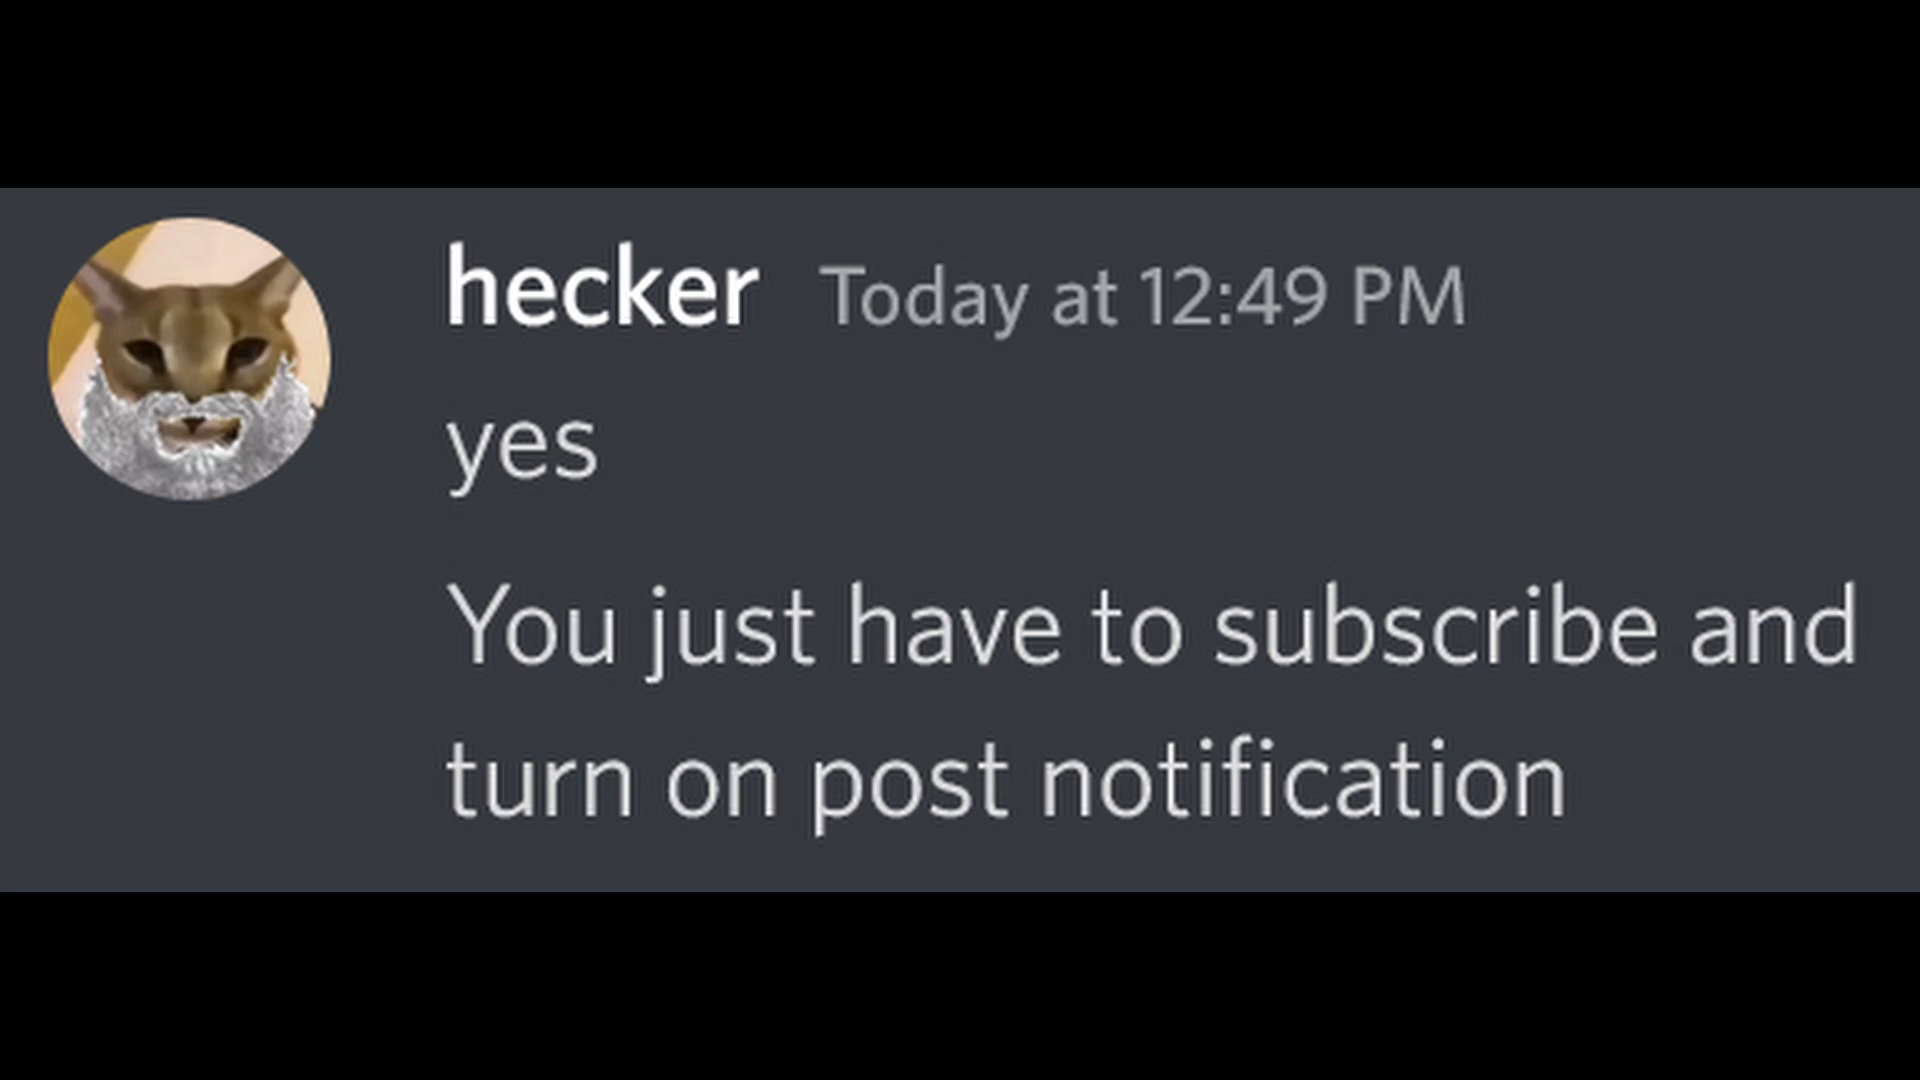 hecker Today at 12:49 PM
yes
You just have to subscribe and
turn on post notification